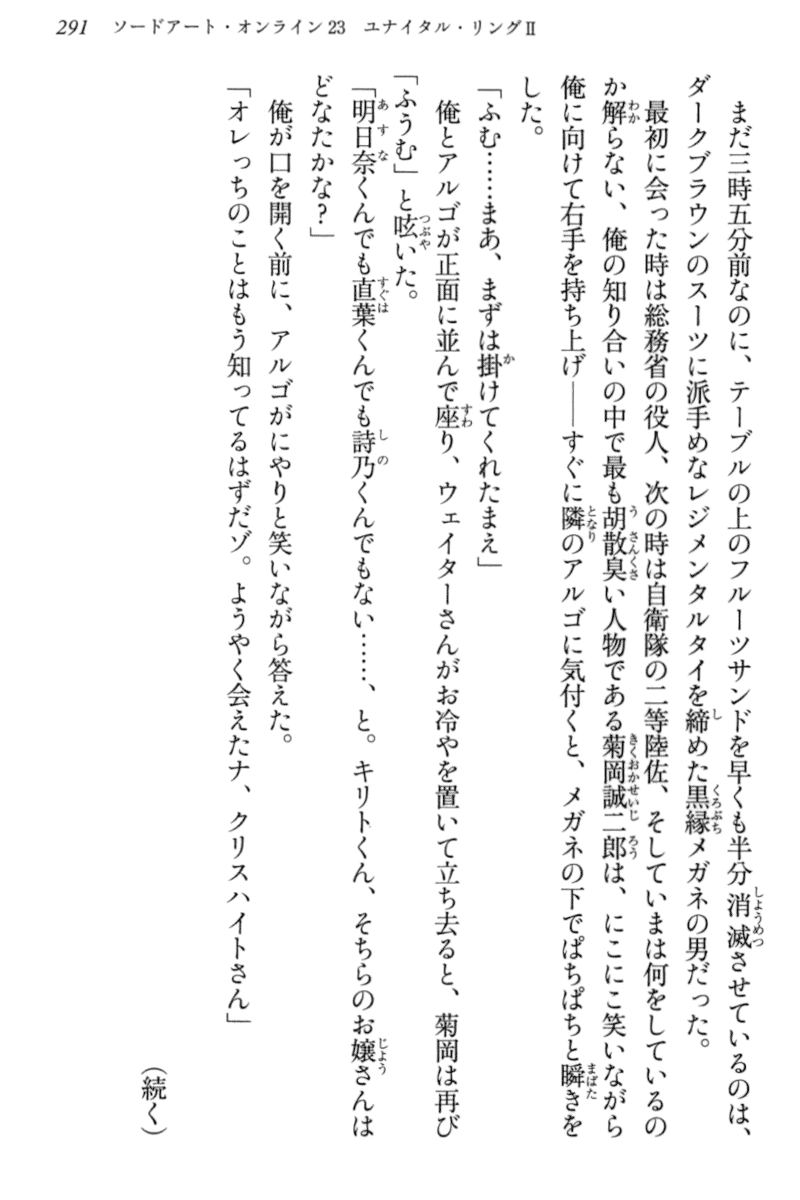 291 ソードアート・オンライン23 ユナイタル・リングⅡ
まだ三時五分前なのに、テーブルの上のフルーツサンドを早くも半分消滅させているのは、
ダークブラウンのスーツに派手めなレジメンタルタイを締めた黒縁メガネの男だった。
最初に会った時は総務省の役人、次の時は自衛隊の二等陸佐、そしていまは何をしているの
か解らない、俺の知り合いの中で最も胡散臭い人物である菊岡誠二郎は、にこにこ笑いながら
俺に向けて右手を持ち上げ――すぐに隣のアルゴに気付くと、メガネの下でぱちぱちと瞬きを
した。
「ふむ……まあ、まずは掛けてくれたまえ」
俺とアルゴが正面に並んで座り、ウェイターさんがお冷やを置いて立ち去ると、菊岡は再び
「ふうむ」と呟いた。
「明日奈くんでも直葉くんでも詩乃くんでもない……、と。キリトくん、そちらのお嬢さんは
どなたかな？」
俺が口を開く前に、アルゴがにやりと笑いながら答えた。
「オレっちのことはもう知ってるはずだゾ。ようやく会えたナ、クリスハイトさん」
（続く）